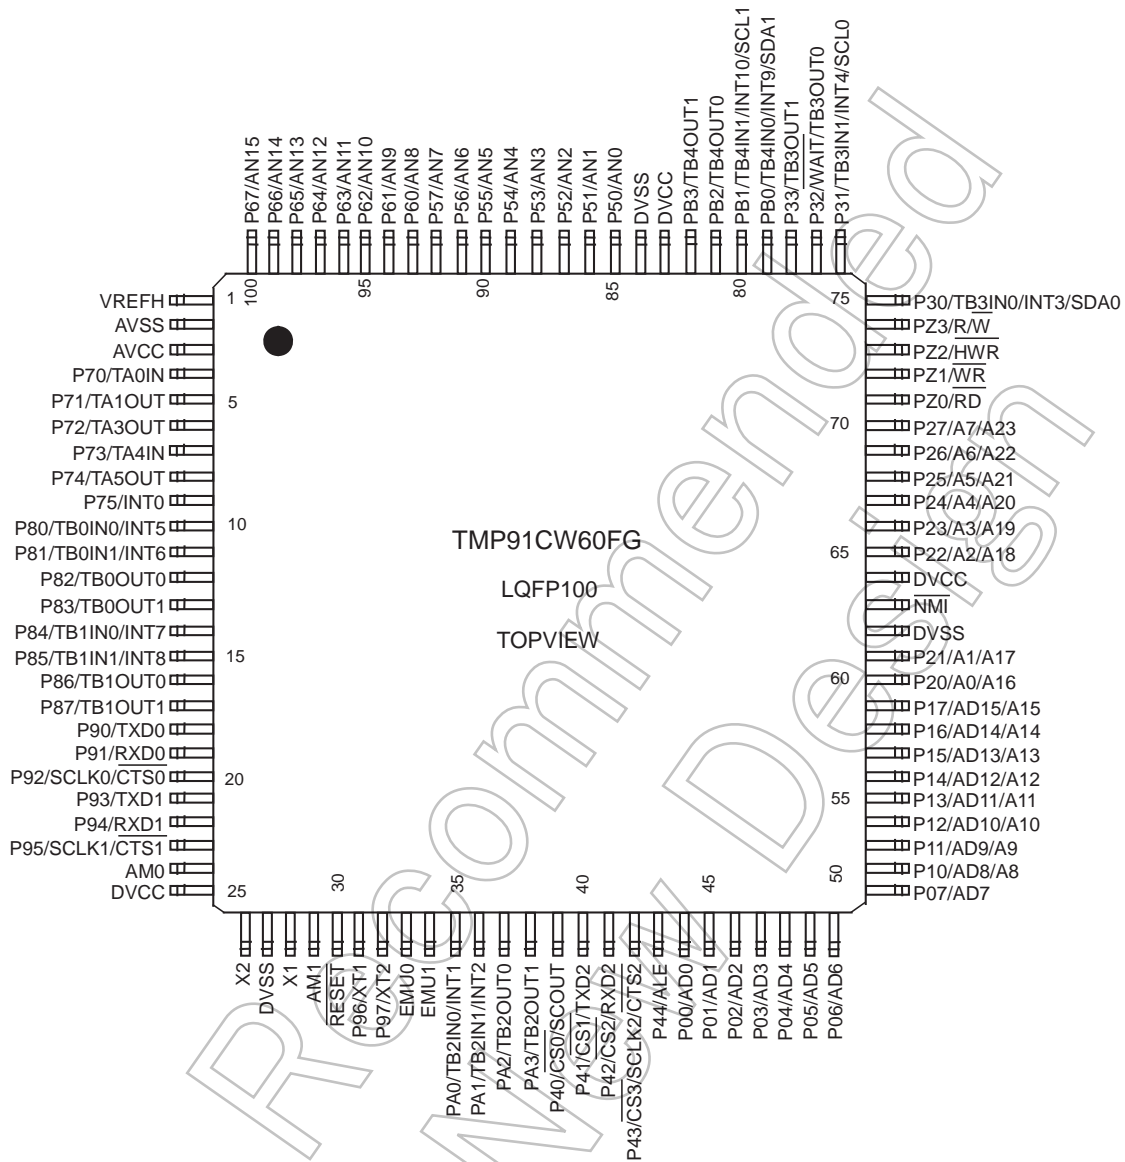 P67/AN15
P66/AN14
P65/AN13
P64/AN12
P63/AN11
P62/AN10
P61/AN9
P60/AN8
P57/AN7
P56/AN6
P55/AN5
P54/AN4
P53/AN3
P52/AN2
P51/AN1
P50/AN0
DVSS
DVCC
PB3/TB4OUT1
PB2/TB4OUT0
PB1/TB4IN1/INT10/SCL1
PB0/TB4IN0/INT9/SDA1
P33/TB3OUT1
P32/WAIT/TB3OUT0
P31/TB3IN1/INT4/SCL0
100
95
90
85
80
VREFH
AVSS
AVCC
P70/TA0IN
P71/TA1OUT
P72/TA3OUT
P73/TA4IN
P74/TA5OUT
P75/INT0
P80/TB0IN0/INT5
P81/TB0IN1/INT6
P82/TB0OUT0
P83/TB0OUT1
P84/TB1IN0/INT7
P85/TB1IN1/INT8
P86/TB1OUT0
P87/TB1OUT1
P90/TXD0
P91/RXD0
P92/SCLK0/CTS0
P93/TXD1
P94/RXD1
P95/SCLK1/CTS1
AM0
DVCC
1
5
10
15
20
25
TMP91CW60FG
LQFP100
TOPVIEW
75
70
65
60
55
50
P30/TB3IN0/INT3/SDA0
PZ3/R/W
PZ2/HWR
PZ1/WR
PZ0/RD
P27/A7/A23
P26/A6/A22
P25/A5/A21
P24/A4/A20
P23/A3/A19
P22/A2/A18
DVCC
NMI
DVSS
P21/A1/A17
P20/A0/A16
P17/AD15/A15
P16/AD14/A14
P15/AD13/A13
P14/AD12/A12
P13/AD11/A11
P12/AD10/A10
P11/AD9/A9
P10/AD8/A8
P07/AD7
30
35
40
45
X2
DVSS
X1
AM1
RESET
P96/XT1
P97/XT2
EMU0
EMU1
PA0/TB2IN0/INT1
PA1/TB2IN1/INT2
PA2/TB2OUT0
PA3/TB2OUT1
P40/CS0/SCOUT
P41/CS1/TXD2
P42/CS2/RXD2
P43/CS3/SCLK2/CTS2
P44/ALE
P00/AD0
P01/AD1
P02/AD2
P03/AD3
P04/AD4
P05/AD5
P06/AD6
Recommended
New Design